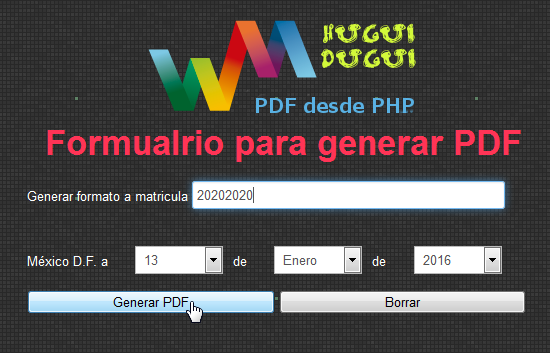 HUGUI
DUGUI
PDF desde PHP
Formualrio para generar PDF
Generar formato a matricula 20202020
México D.F. a 13 de Enero de 2016
Generar PDF Borrar